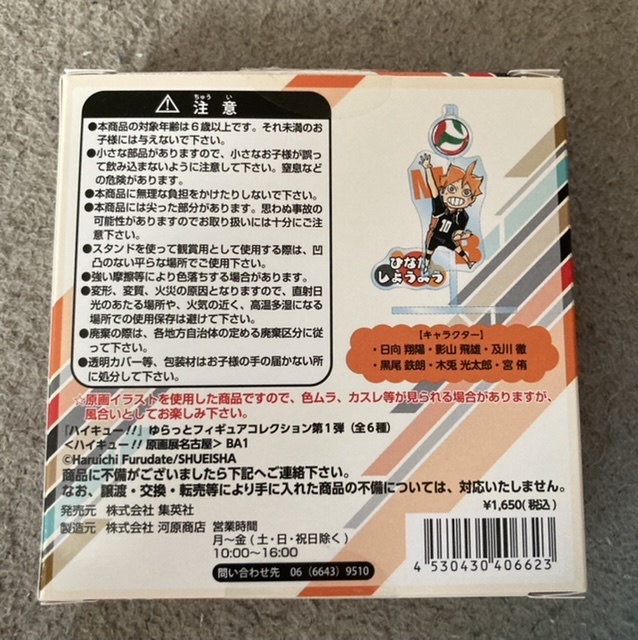 ⚠ 注意
ちゅう い
●本商品の対象年齢は6歳以上です。それ未満のお
子様には与えないで下さい。
●小さな部品がありますので、小さなお子様が誤っ
て飲み込まないように注意して下さい。窒息など
の危険があります。
●本商品に無理な負担をかけたりしないで下さい。
●本商品には尖った部分があります。思わぬ事故の
可能性がありますのでお取り扱いには十分にご注
意下さい。
●スタンドを使って観賞用として使用する際は、凹
凸のない平らな場所でご使用下さい。
●強い摩擦等により色落ちする場合があります。
●変形、変質、火災の原因となりますので、直射日
光のあたる場所や、火気の近く、高温多湿になる
場所での使用保存は避けて下さい。
●廃棄の際は、各地方自治体の定める廃棄区分に従
って下さい。
●透明カバー等、包装材はお子様の手の届かない所
に処分して下さい。
10
ひなた
しょうよう
【キャラクター】
・日向 翔陽・影山 飛雄・及川 徹
・黒尾 鉄朗・木兎 光太郎・宮 侑
☆原画イラストを使用した商品ですので、色ムラ、カスレ等が見られる場合がありますが、
風合いとしてお楽しみ下さい。
「ハイキュー!!」ゆらっとフィギュアコレクション第1弾（全6種）
<ハイキュー!! 原画展名古屋> BA1
©Haruichi Furudate/SHUEISHA
商品に不備がございましたら下記へご連絡下さい。
なお、譲渡・交換・転売等により手に入れた商品の不備については、対応いたしません。
発売元 株式会社 集英社
¥1,650(税込)
製造元 株式会社 河原商店
営業時間
月～金(土・日・祝日除く)
10:00～16:00
問い合わせ先 06 (6643) 9510
4 530430 406623